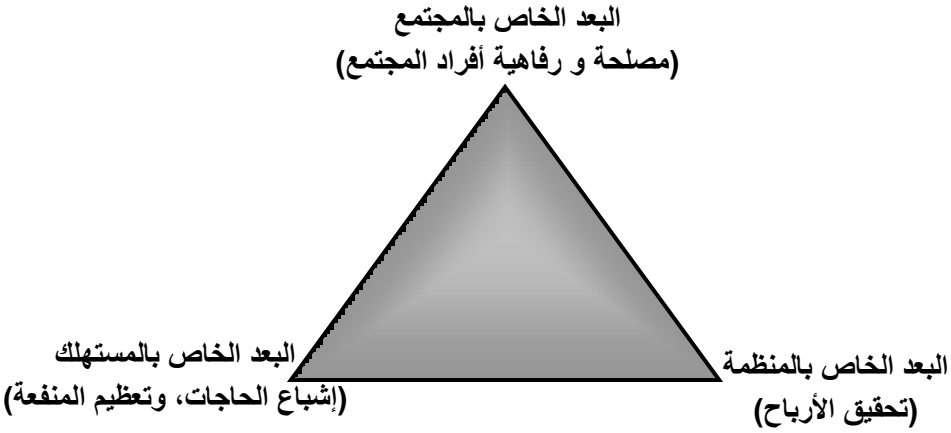 البعد الخاص بالمجتمع
(مصلحة و رفاهية أفراد المجتمع)
البعد الخاص بالمنظمة
(تحقيق الأرباح)
البعد الخاص بالمستهلك
(إشباع الحاجات، وتعظيم المنفعة)